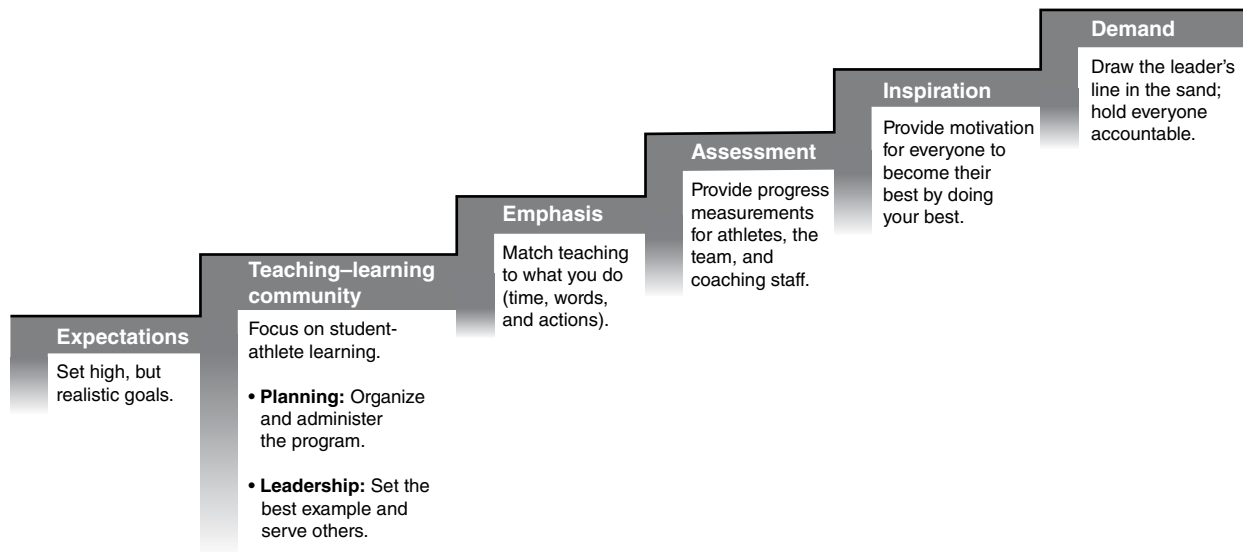 Expectations
Set high, but
realistic goals.
Teaching–learning
community
Focus on student-
athlete learning.
• Planning: Organize
and administer
the program.
• Leadership: Set the
best example and
serve others.
Emphasis
Match teaching
to what you do
(time, words,
and actions).
Assessment
Provide progress
measurements
for athletes, the
team, and
coaching staff.
Inspiration
Provide motivation
for everyone to
become their
best by doing
your best.
Demand
Draw the leader’s
line in the sand;
hold everyone
accountable.